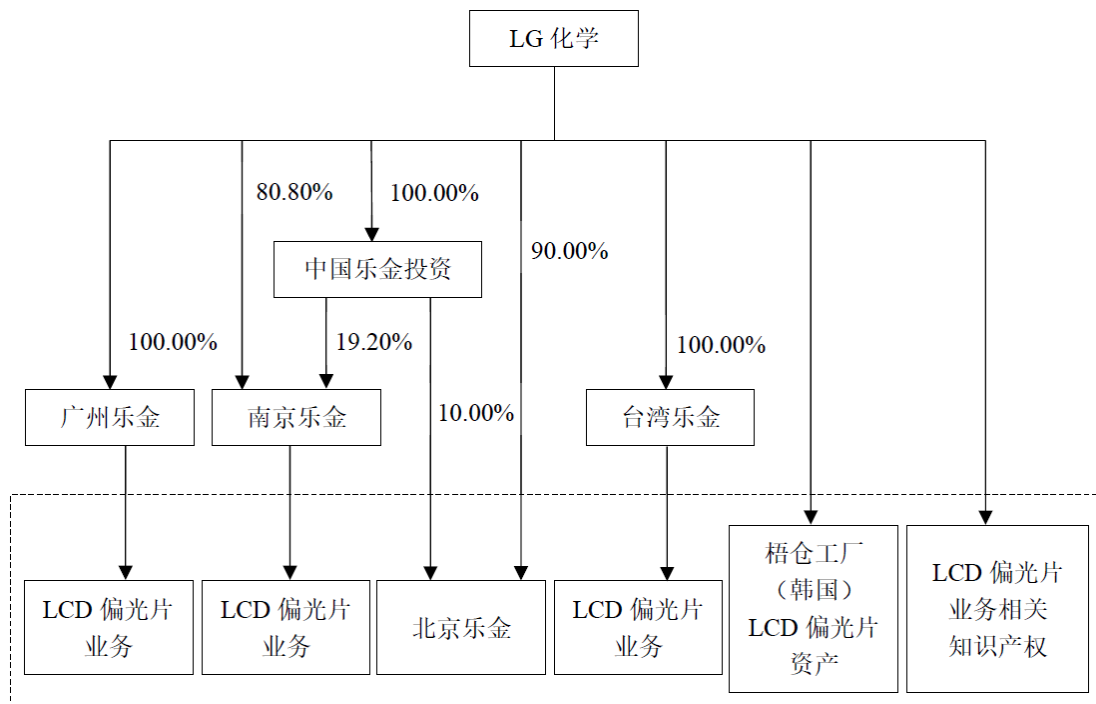 LG 化学
80.80%
100.00%
90.00%
中国乐金投资
100.00%
19.20%
100.00%
广州乐金
南京乐金
10.00%
台湾乐金
LCD 偏光片
业务
LCD 偏光片
业务
北京乐金
LCD 偏光片
业务
梧仓工厂
（韩国）
LCD 偏光片
资产
LCD 偏光片
业务相关
知识产权